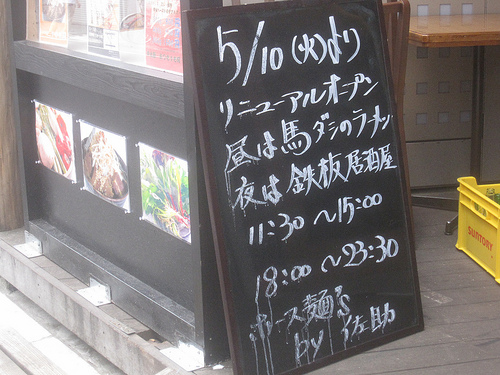 5/10(火)より
リニューアルオープン
昼は馬ダシのラーメン
夜は鉄板居酒屋
11:30～15:00
18:00～23:30
ホース麺's
by 佐助
SUNTORY